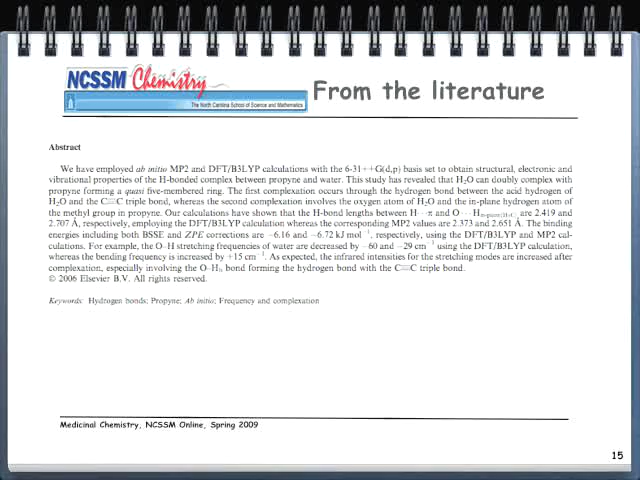 NCSSM Chemistry
The North Carolina School of Science and Mathematics
From the literature
Abstract
We have employed ab initio MP2 and DFT/B3LYP calculations with the 6-31++G(d,p) basis set to obtain structural, electronic and
vibrational properties of the H-bonded complex between propyne and water. This study has revealed that H2O can doubly complex with
propyne forming a quasi five-membered ring. The first complexation occurs through the hydrogen bond between the acid hydrogen of
H2O and the C≡C triple bond, whereas the second complexation involves the oxygen atom of H2O and the in-plane hydrogen atom of
the methyl group in propyne. Our calculations have shown that the H-bond lengths between H···π and O···H in-plane(H3C) are 2.419 and
2.707 Å, respectively, employing the DFT/B3LYP calculation whereas the corresponding MP2 values are 2.373 and 2.651 Å. The binding
energies including both BSSE and ZPE corrections are −6.16 and −6.72 kJ mol−1, respectively, using the DFT/B3LYP and MP2 cal-
culations. For example, the O–H stretching frequencies of water are decreased by −60 and −29 cm−1 using the DFT/B3LYP calculation,
whereas the bending frequency is increased by +15 cm−1. As expected, the infrared intensities for the stretching modes are increased after
complexation, especially involving the O–H bond forming the hydrogen bond with the C≡C triple bond.
© 2006 Elsevier B.V. All rights reserved.
Keywords: Hydrogen bonds; Propyne; Ab initio; Frequency and complexation
Medicinal Chemistry, NCSSM Online, Spring 2009
15